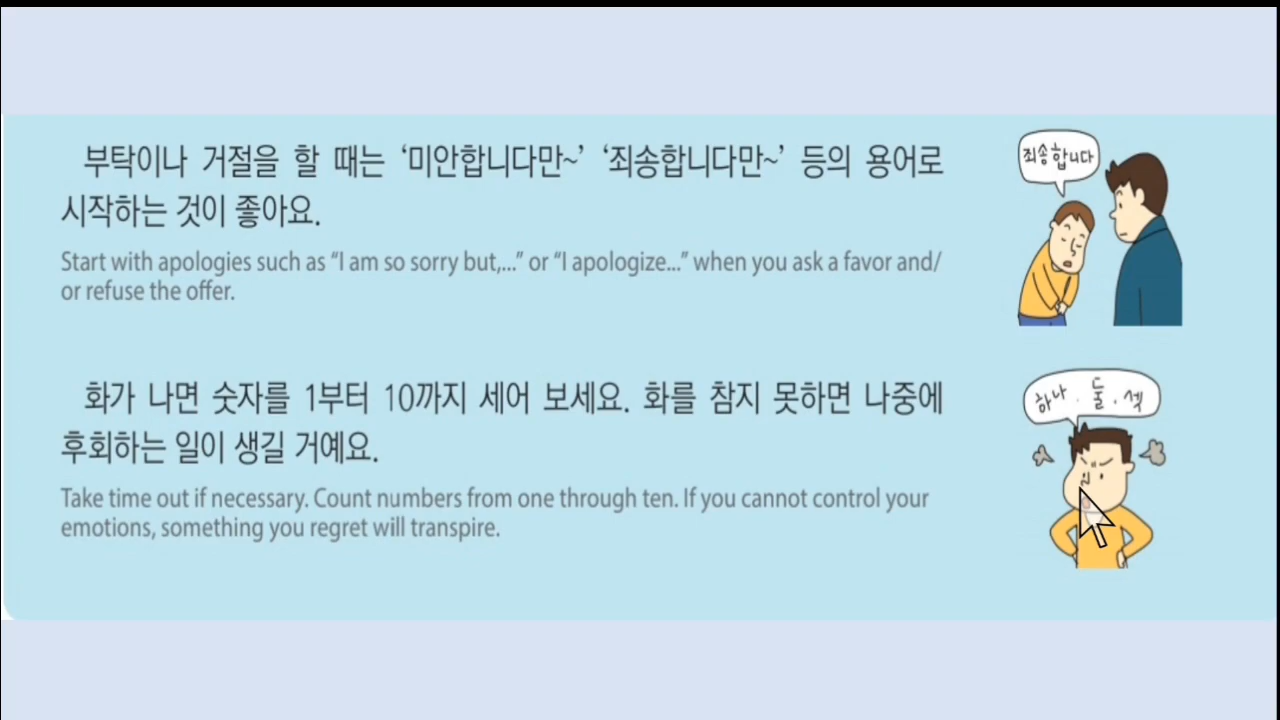 부탁이나 거절을 할 때는 ‘미안합니다만~’ ‘죄송합니다만~’ 등의 용어로
시작하는 것이 좋아요.
Start with apologies such as “I am so sorry but,...” or “I apologize...” when you ask a favor and/
or refuse the offer.
죄송합니다
화가 나면 숫자를 1부터 10까지 세어 보세요. 화를 참지 못하면 나중에
후회하는 일이 생길 거예요.
Take time out if necessary. Count numbers from one through ten. If you cannot control your
emotions, something you regret will transpire.
하나 . 둘 . 셋